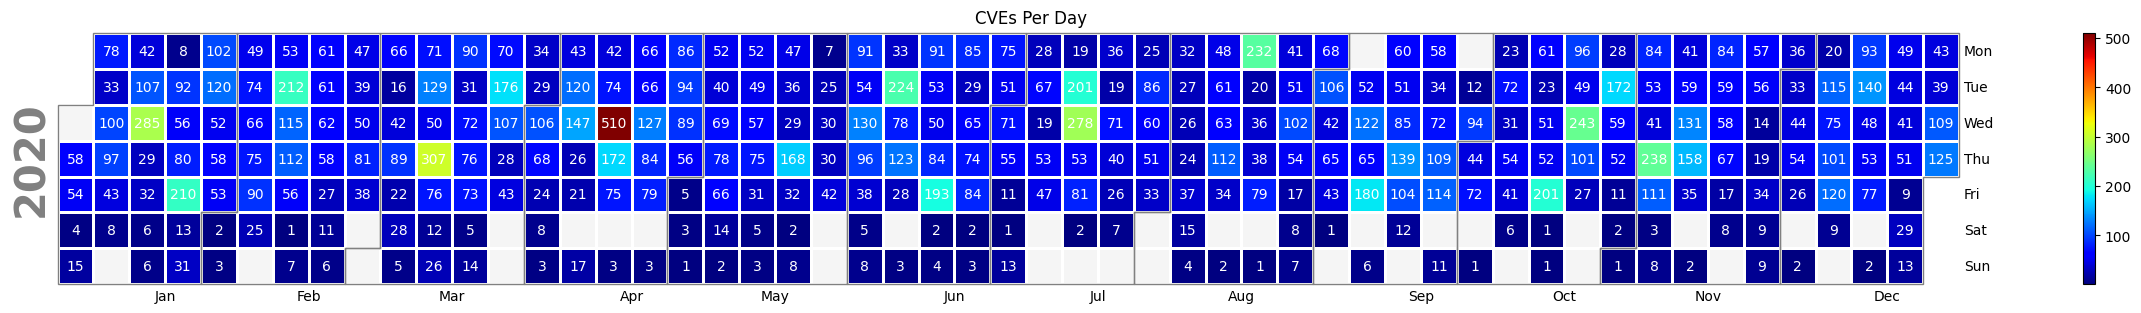 CVEs Per Day
2020
78 42 8 102 49 53 61 47 66 71 90 70 34 43 42 66 86 52 52 47 7 91 33 91 85 75 28 19 36 25 32 48 232 41 68 60 58 23 61 96 28 84 41 84 57 36 20 93 49 43 Mon
33 107 92 120 74 212 61 39 16 129 31 176 29 120 74 66 94 40 49 36 25 54 224 53 29 51 67 201 19 86 27 61 20 51 106 52 51 34 12 72 23 49 172 53 59 59 56 33 115 140 44 39 Tue
100 285 56 52 66 115 62 50 42 50 72 107 106 147 510 127 89 69 57 29 30 130 78 50 65 71 19 278 71 60 26 63 36 102 42 122 85 72 94 31 51 243 59 41 131 58 14 44 75 48 41 109 Wed
58 97 29 80 58 75 112 58 81 89 307 76 28 68 26 172 84 56 78 75 168 30 96 123 84 74 55 53 53 40 51 24 112 38 54 65 65 139 109 44 54 52 101 52 238 158 67 19 54 101 53 51 125 Thu
54 43 32 210 53 90 56 27 38 22 76 73 43 24 21 75 79 5 66 31 32 42 38 28 193 84 11 47 81 26 33 37 34 79 17 43 180 104 114 72 41 201 27 11 111 35 17 34 26 120 77 9 Fri
4 8 6 13 2 25 1 11 28 12 5 8 3 14 5 2 5 2 2 1 2 7 15 8 1 12 6 1 2 3 8 9 9 29 Sat
15 6 31 3 7 6 5 26 14 3 17 3 3 1 2 3 8 8 3 4 3 13 4 2 1 7 6 11 1 1 1 8 2 9 2 2 13 Sun
Jan Feb Mar Apr May Jun Jul Aug Sep Oct Nov Dec
500
400
300
200
100